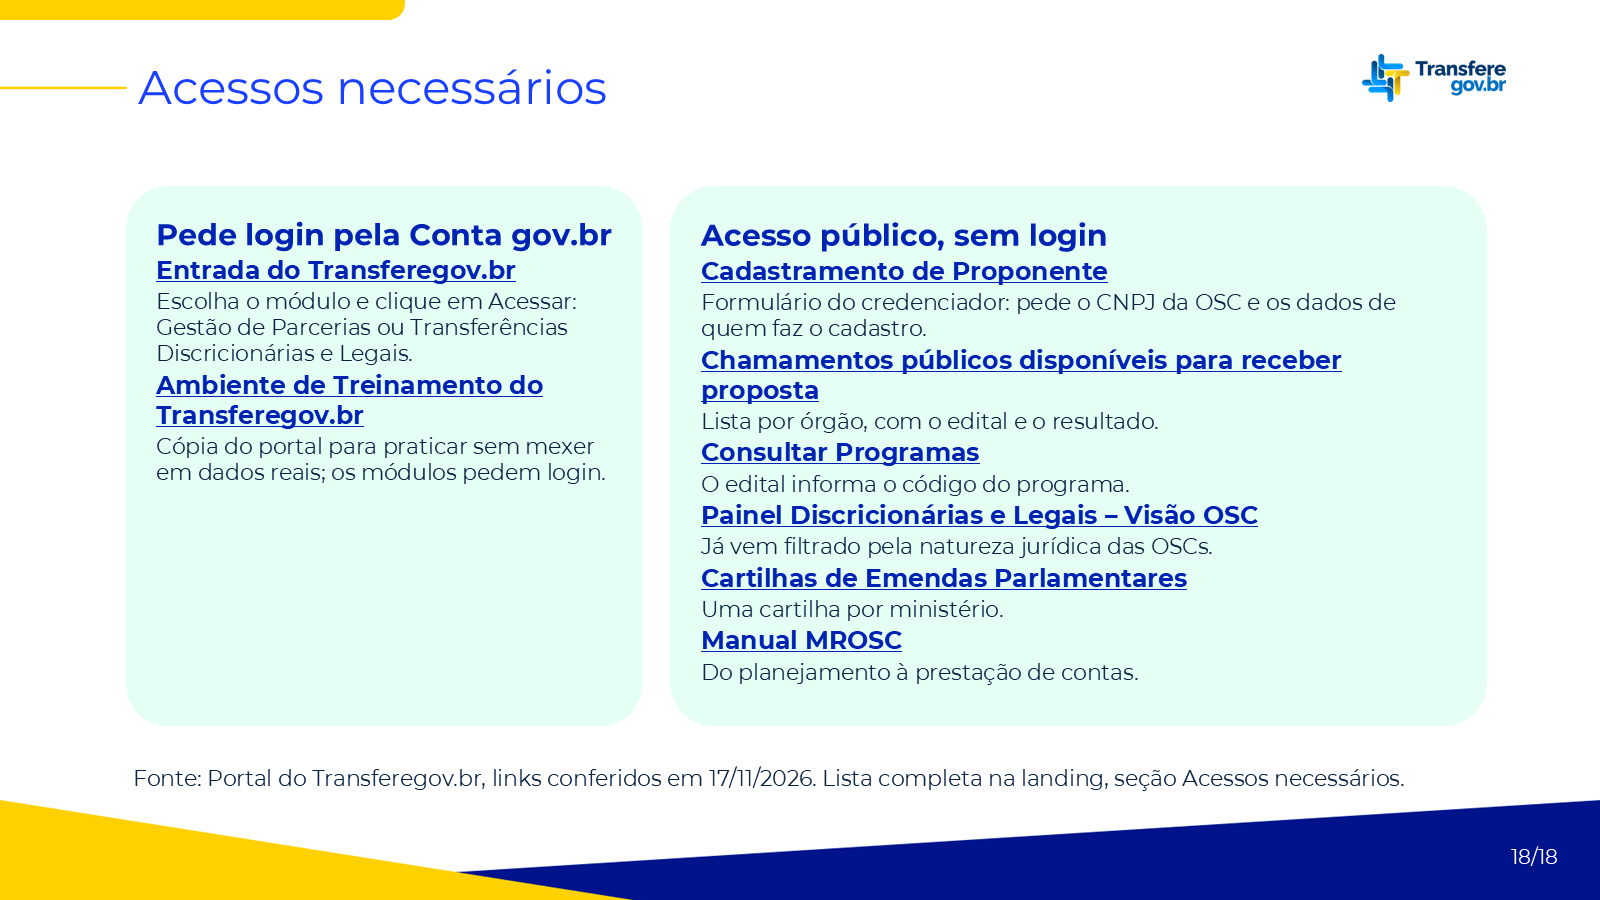 Acessos necessários
Transfere
gov.br
Pede login pela Conta gov.br
Entrada do Transferegov.br
Escolha o módulo e clique em Acessar:
Gestão de Parcerias ou Transferências
Discricionárias e Legais.
Ambiente de Treinamento do
Transferegov.br
Cópia do portal para praticar sem mexer
em dados reais; os módulos pedem login.
Acesso público, sem login
Cadastramento de Proponente
Formulário do credenciador: pede o CNPJ da OSC e os dados de
quem faz o cadastro.
Chamamentos públicos disponíveis para receber
proposta
Lista por órgão, com o edital e o resultado.
Consultar Programas
O edital informa o código do programa.
Painel Discricionárias e Legais – Visão OSC
Já vem filtrado pela natureza jurídica das OSCs.
Cartilhas de Emendas Parlamentares
Uma cartilha por ministério.
Manual MROSC
Do planejamento à prestação de contas.
Fonte: Portal do Transferegov.br, links conferidos em 17/11/2026. Lista completa na landing, seção Acessos necessários.
18/18